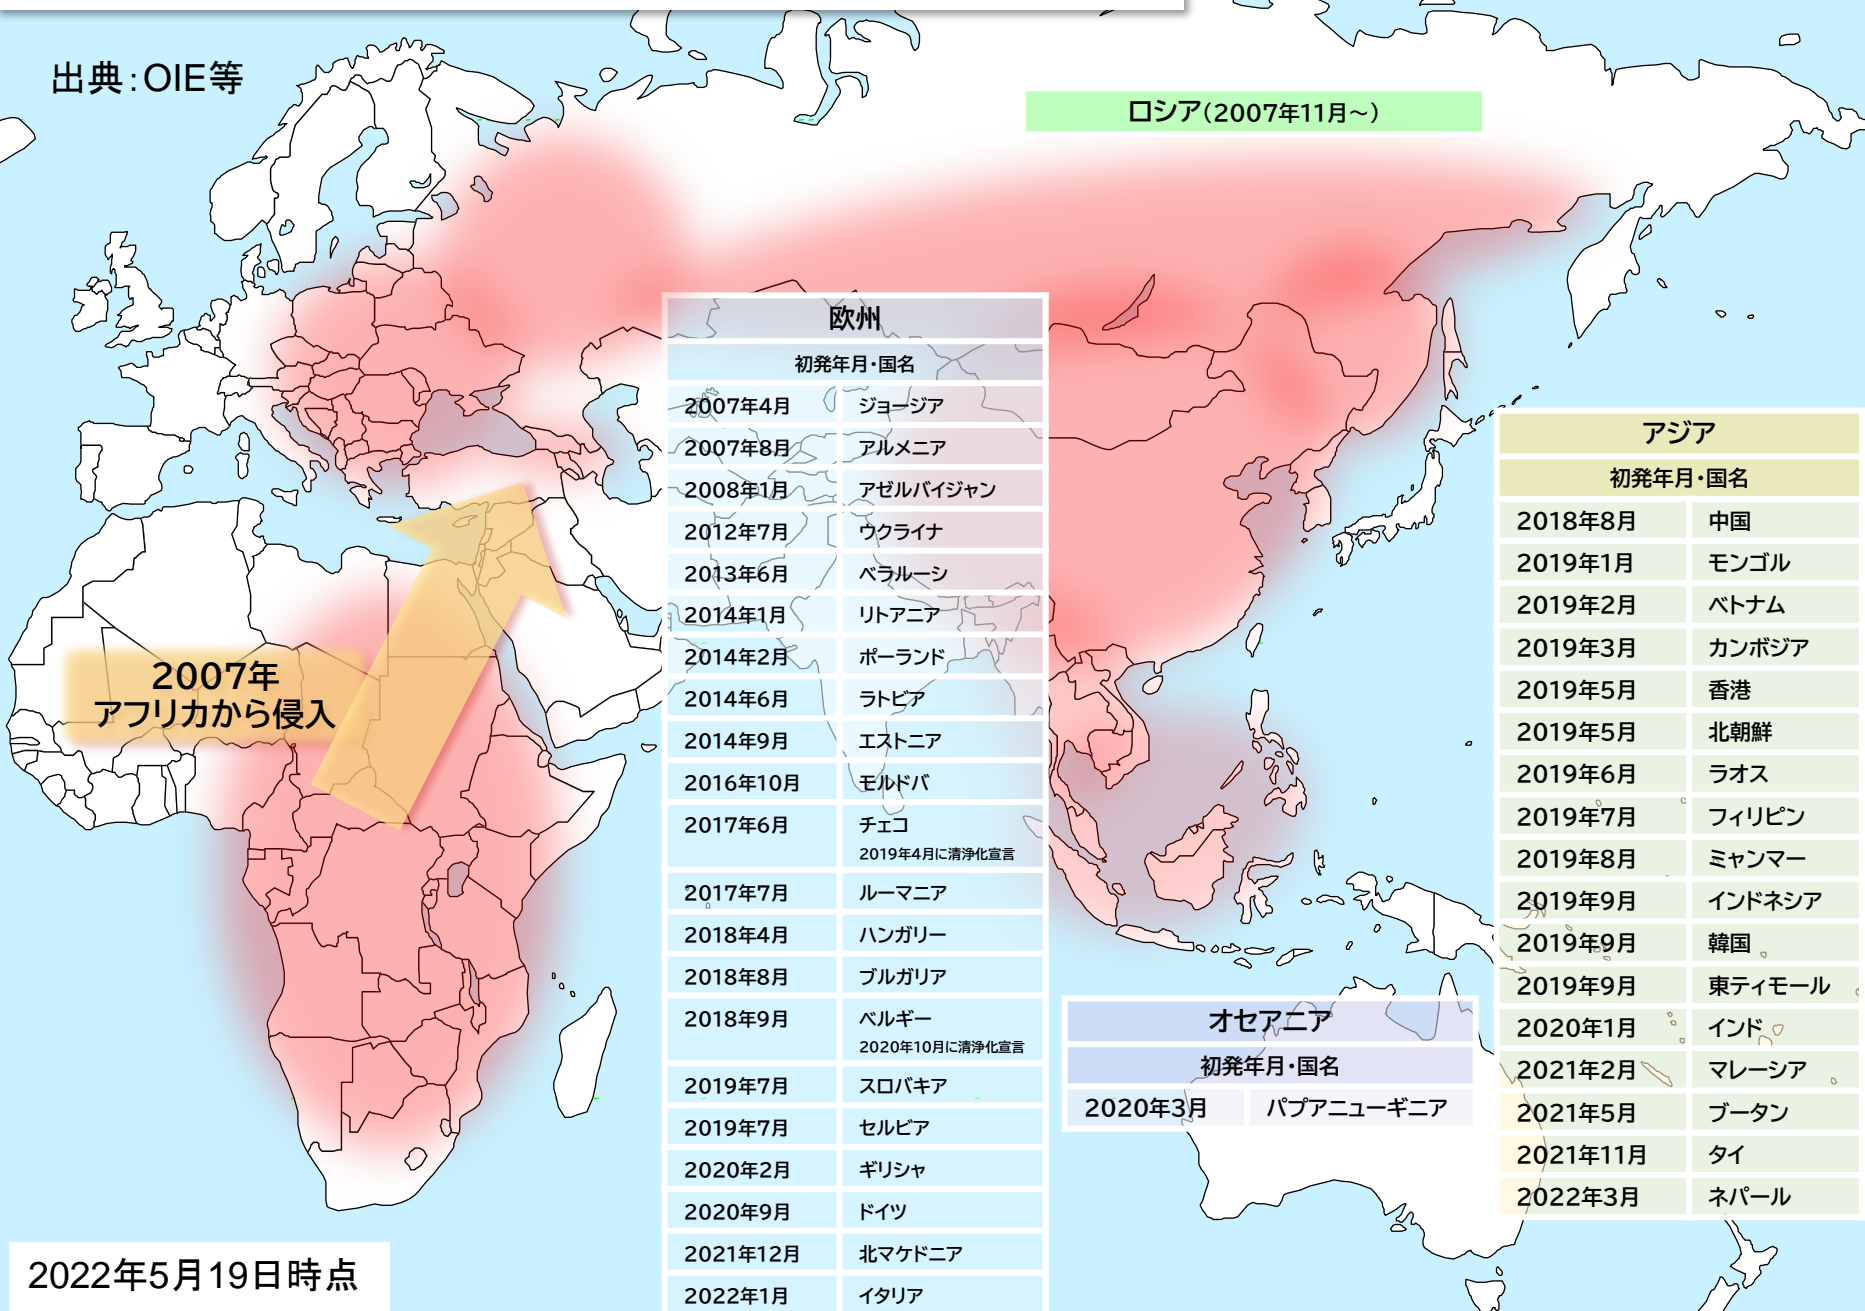 出典：OIE等
ロシア（2007年11月～）
2007年
アフリカから侵入
欧州
初発年月・国名
2007年4月 ジョージア
2007年8月 アルメニア
2008年1月 アゼルバイジャン
2012年7月 ウクライナ
2013年6月 ベラルーシ
2014年1月 リトアニア
2014年2月 ポーランド
2014年6月 ラトビア
2014年9月 エストニア
2016年10月 モルドバ
2017年6月 チェコ
2019年4月に清浄化宣言
2017年7月 ルーマニア
2018年4月 ハンガリー
2018年8月 ブルガリア
2018年9月 ベルギー
2020年10月に清浄化宣言
2019年7月 スロバキア
2019年7月 セルビア
2020年2月 ギリシャ
2020年9月 ドイツ
2021年12月 北マケドニア
2022年1月 イタリア
オセアニア
初発年月・国名
2020年3月 パプアニューギニア
アジア
初発年月・国名
2018年8月 中国
2019年1月 モンゴル
2019年2月 ベトナム
2019年3月 カンボジア
2019年5月 香港
2019年5月 北朝鮮
2019年6月 ラオス
2019年7月 フィリピン
2019年8月 ミャンマー
2019年9月 インドネシア
2019年9月 韓国
2019年9月 東ティモール
2020年1月 インド
2021年2月 マレーシア
2021年5月 ブータン
2021年11月 タイ
2022年3月 ネパール
2022年5月19日時点